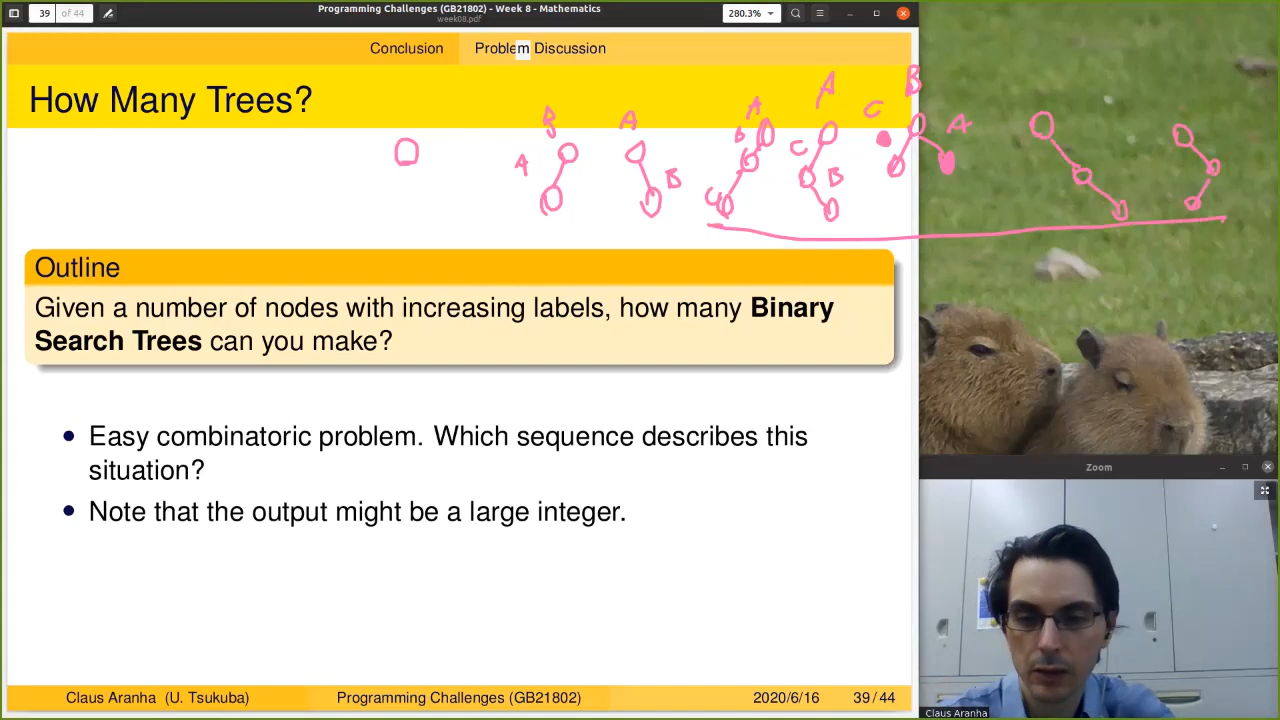 39 of 44
Programming Challenges (GB21802) - Week 8 - Mathematics
week08.pdf
280.3%
Conclusion Problem Discussion
How Many Trees?
B
A
A
B
A
B
C
A
C
B
B
C
A
Outline
Given a number of nodes with increasing labels, how many Binary
Search Trees can you make?
• Easy combinatoric problem. Which sequence describes this
situation?
• Note that the output might be a large integer.
Claus Aranha (U. Tsukuba) Programming Challenges (GB21802) 2020/6/16 39 / 44
Zoom
Claus Aranha